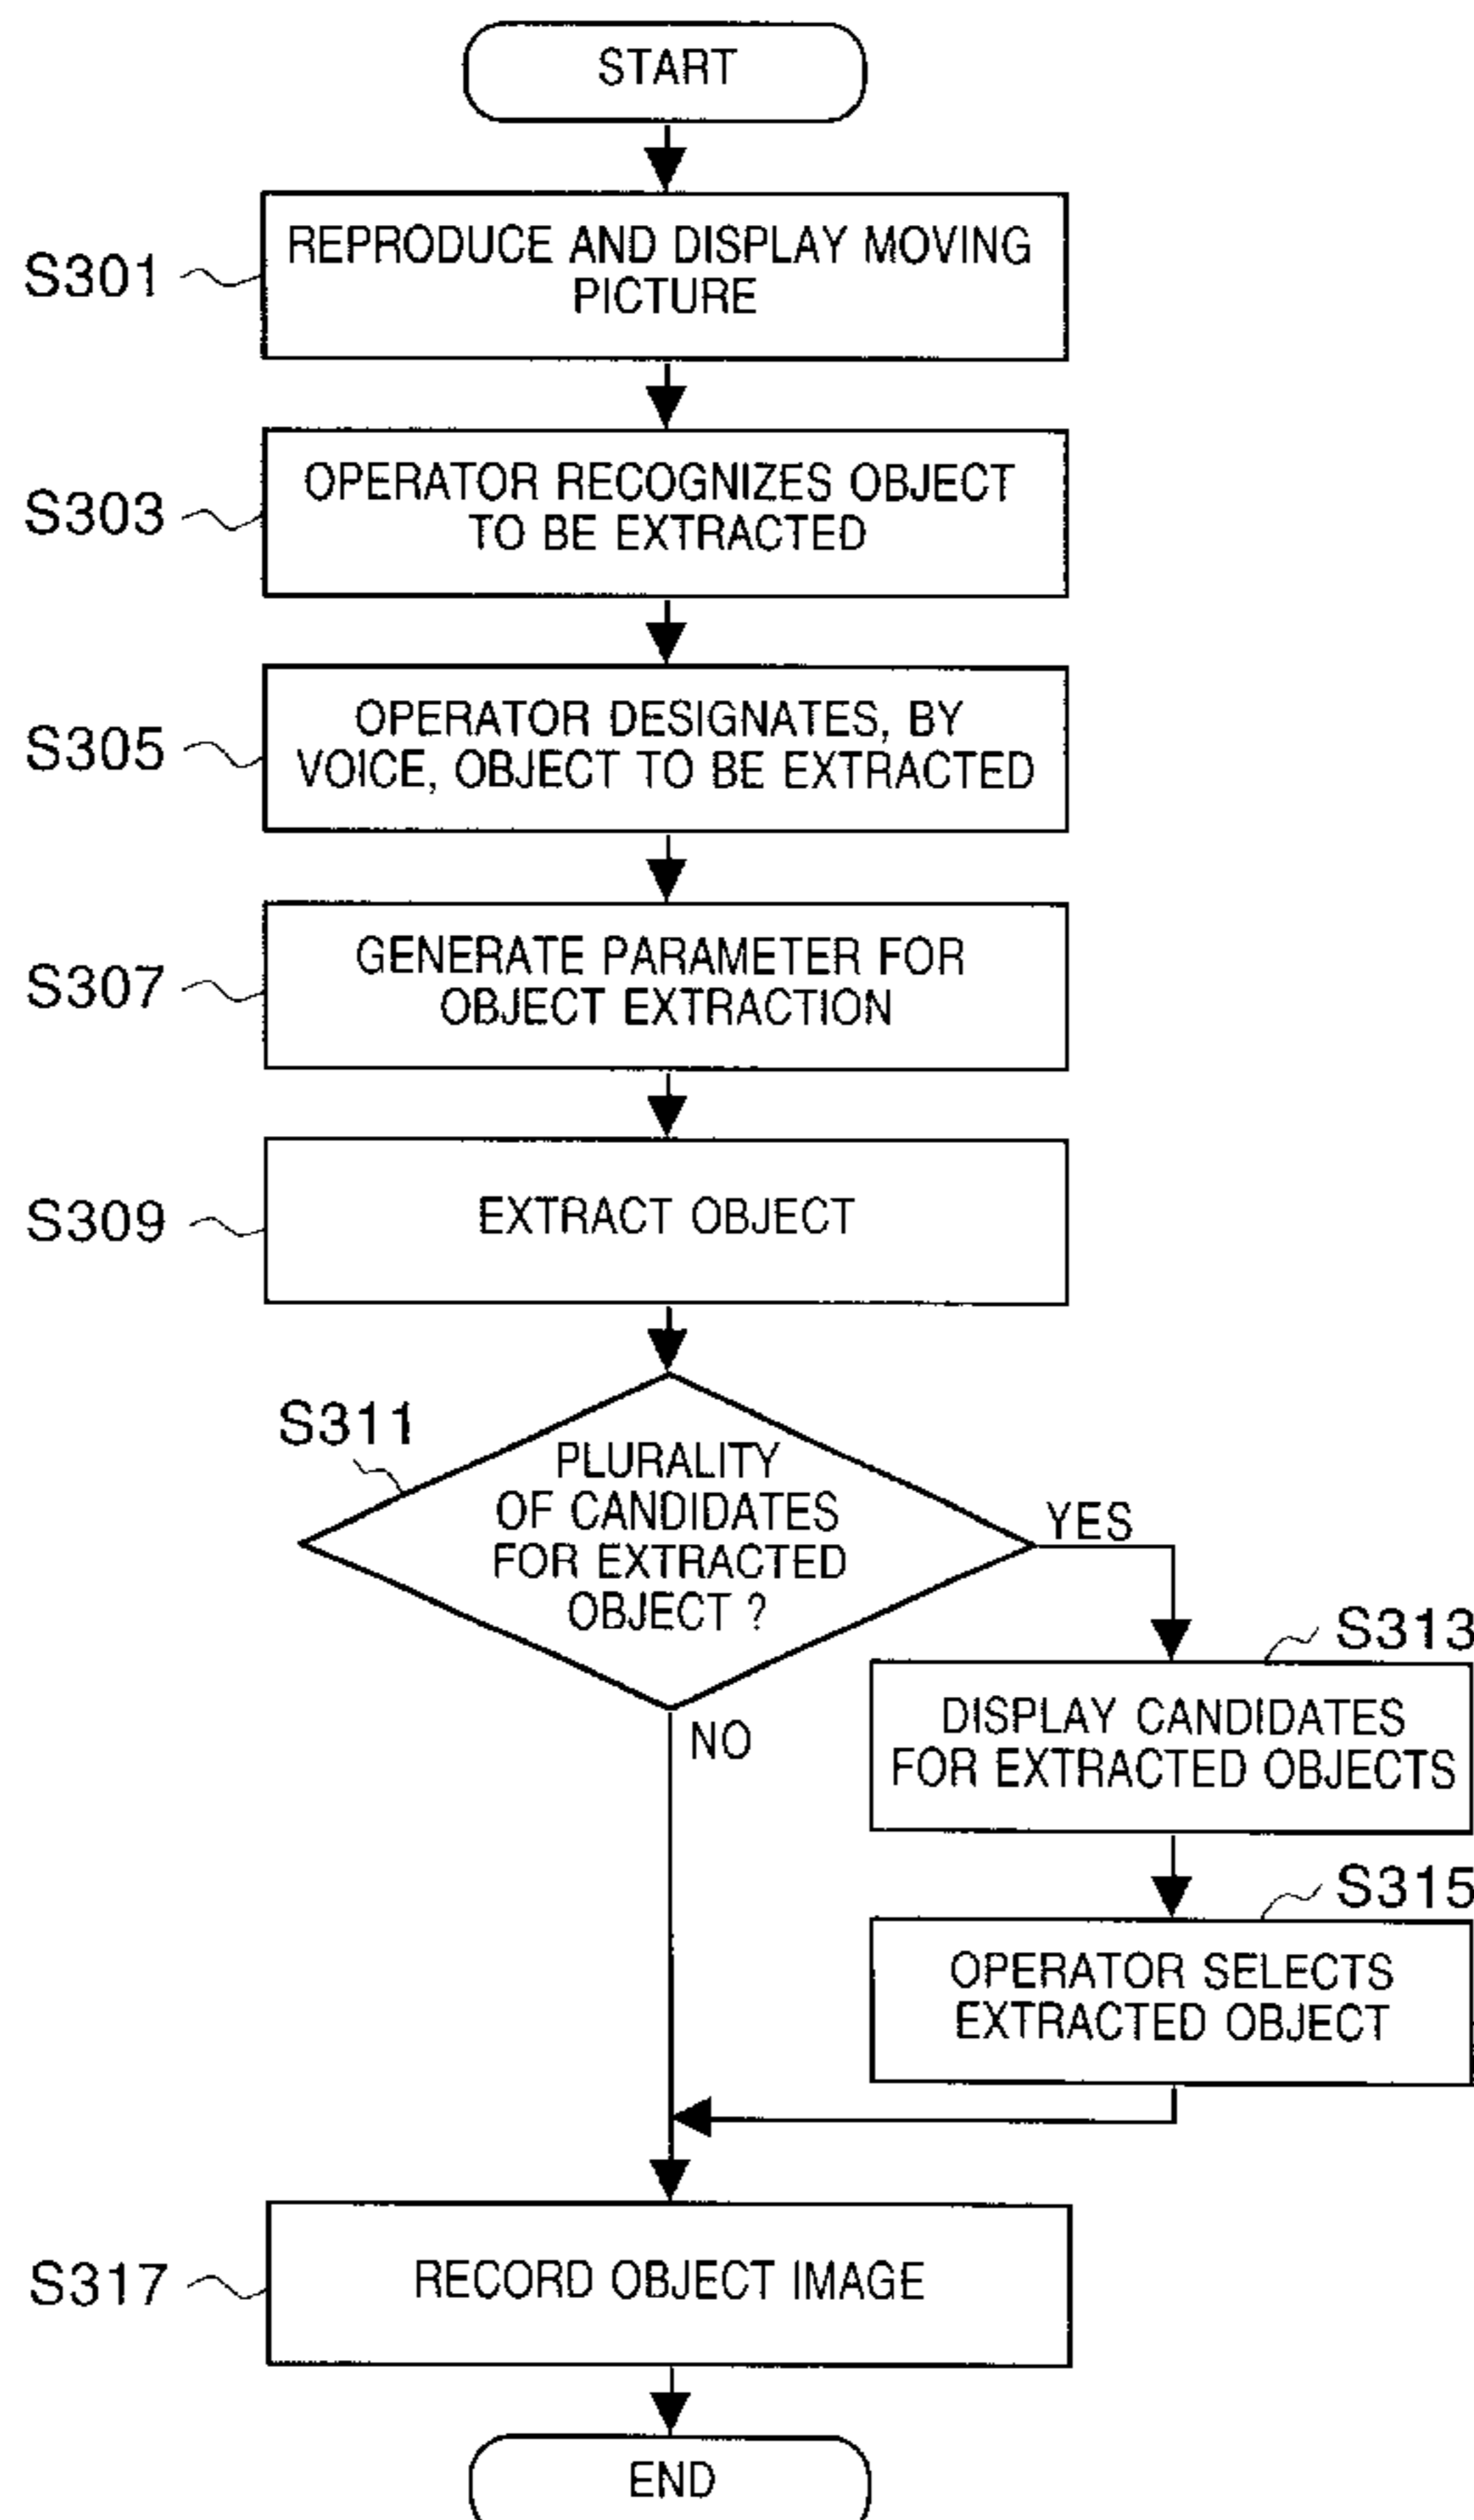 START
S301
REPRODUCE AND DISPLAY MOVING
PICTURE
S303
OPERATOR RECOGNIZES OBJECT
TO BE EXTRACTED
S305
OPERATOR DESIGNATES, BY
VOICE, OBJECT TO BE EXTRACTED
S307
GENERATE PARAMETER FOR
OBJECT EXTRACTION
S309
EXTRACT OBJECT
S311
PLURALITY
OF CANDIDATES
FOR EXTRACTED
OBJECT ?
YES
NO
S313
DISPLAY CANDIDATES
FOR EXTRACTED OBJECTS
S315
OPERATOR SELECTS
EXTRACTED OBJECT
S317
RECORD OBJECT IMAGE
END